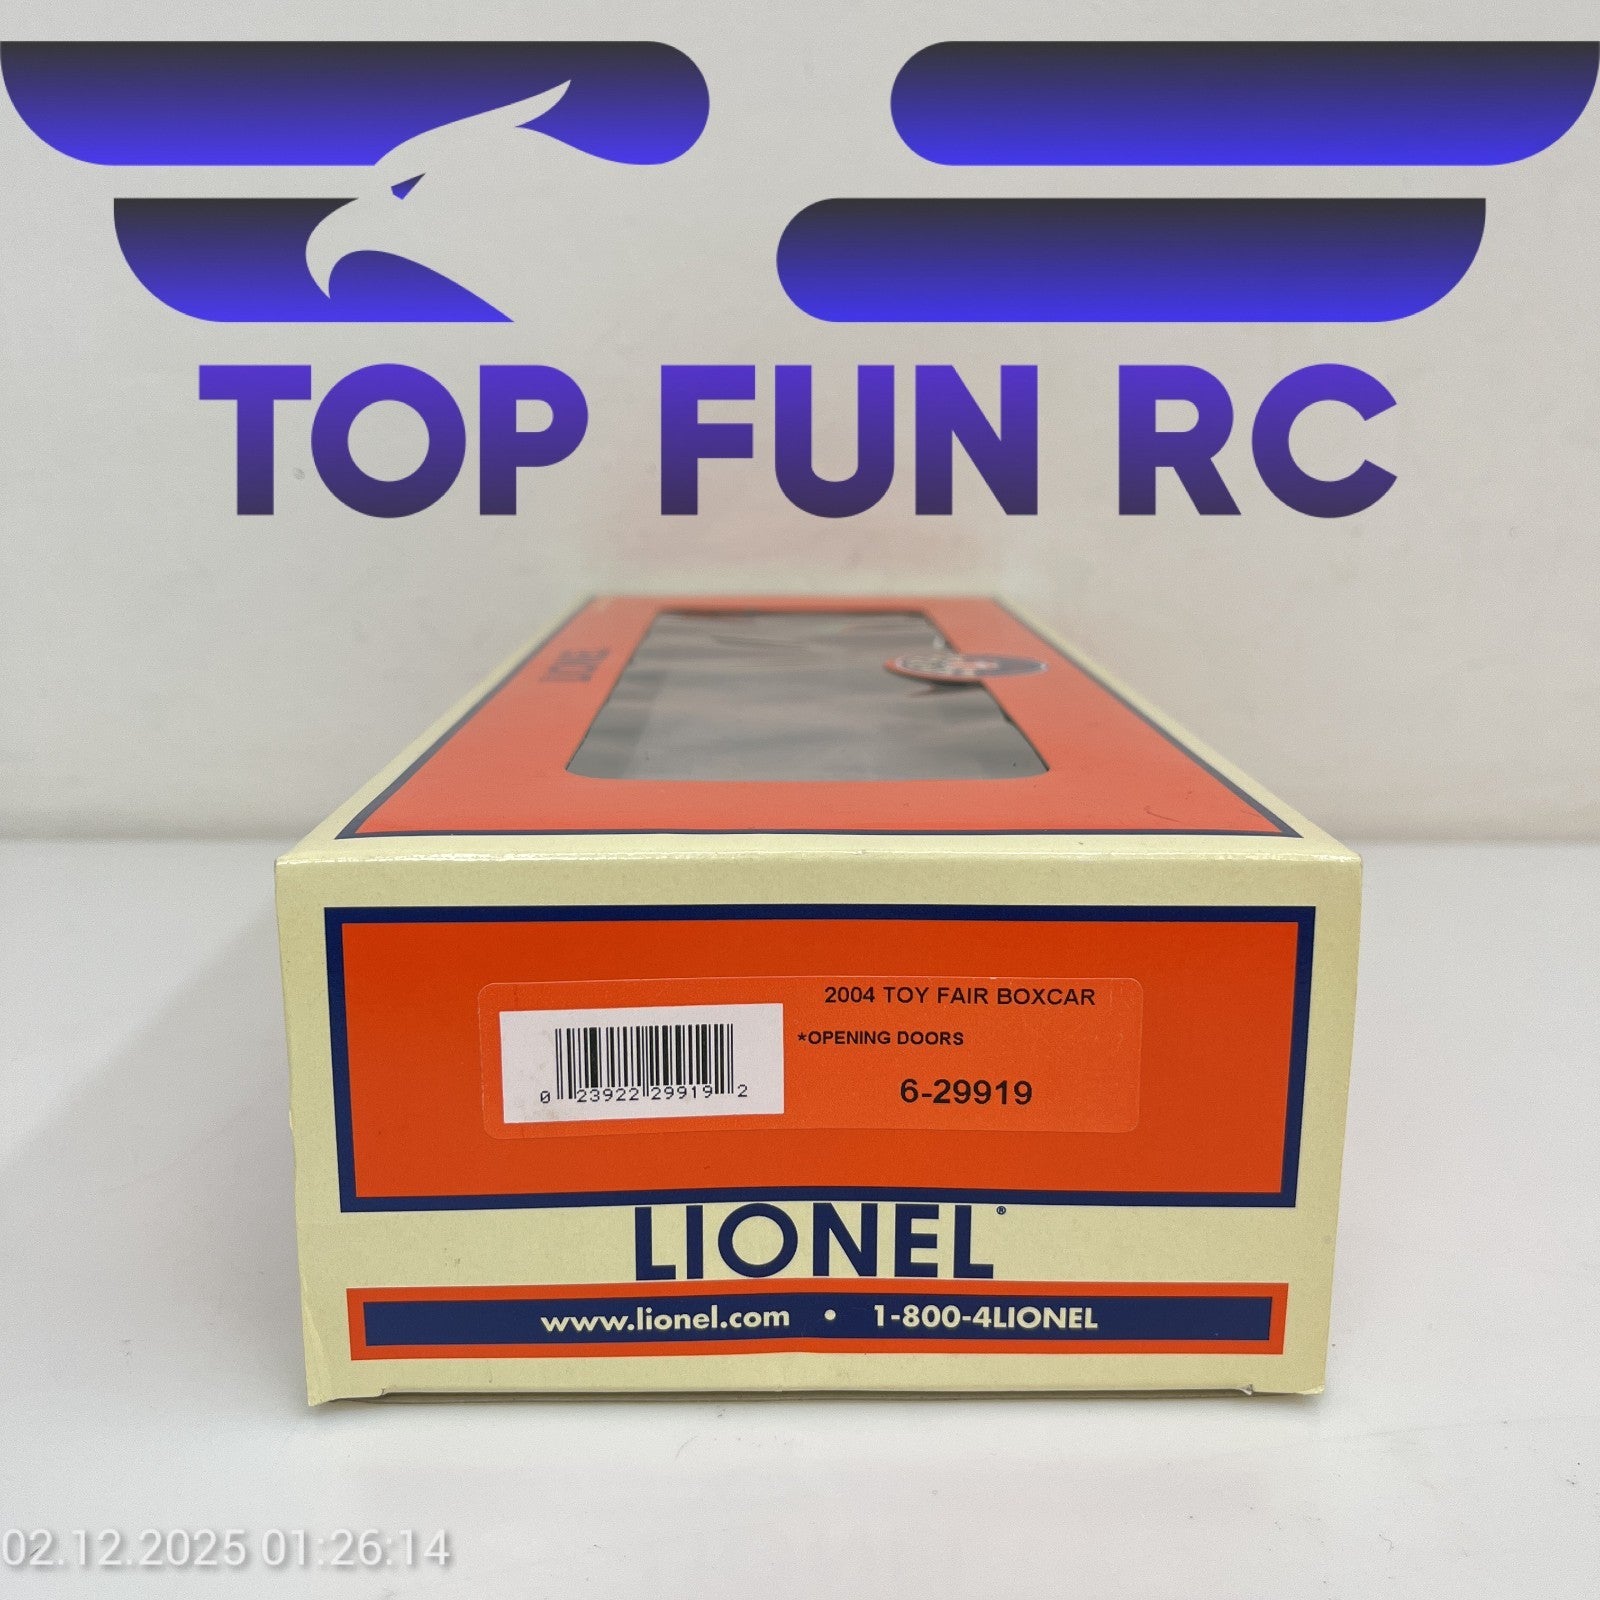 TOP FUN RC
LIONEL
2004 TOY FAIR BOXCAR
*OPENING DOORS
0 23922 29919 2
6-29919
LIONEL®
www.lionel.com • 1-800-4LIONEL
02.12.2025 01:26:14